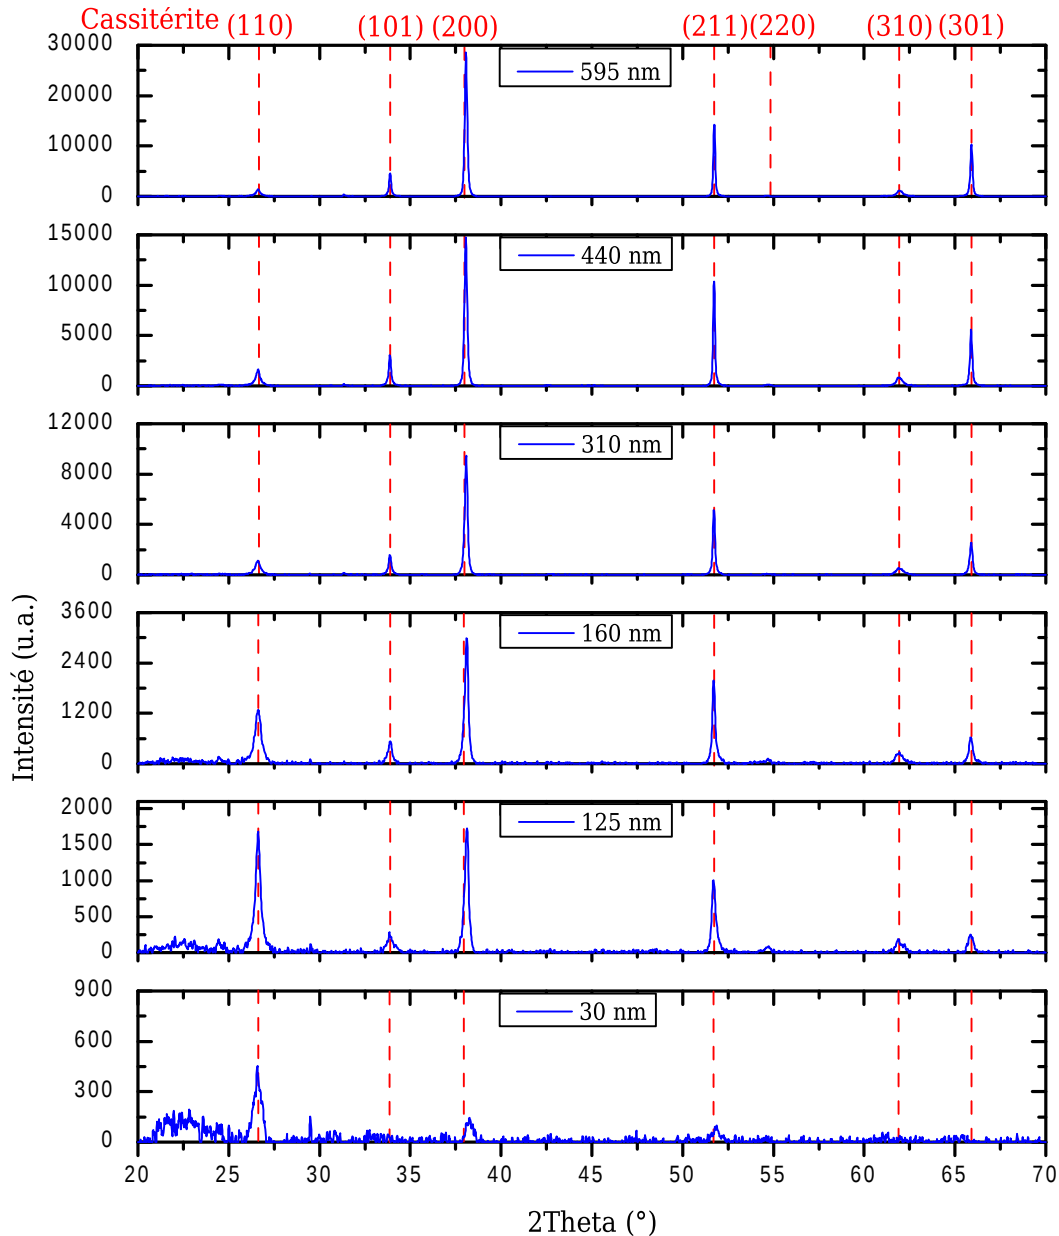 Cassitérite (110) (101) (200) (211) (220) (310) (301)
30000
20000
10000
0
595 nm
15000
10000
5000
0
440 nm
12000
8000
4000
0
310 nm
3600
2400
1200
0
160 nm
2000
1500
1000
500
0
125 nm
900
600
300
0
30 nm
20 25 30 35 40 45 50 55 60 65 70
2Theta (°)
Intensité (u.a.)